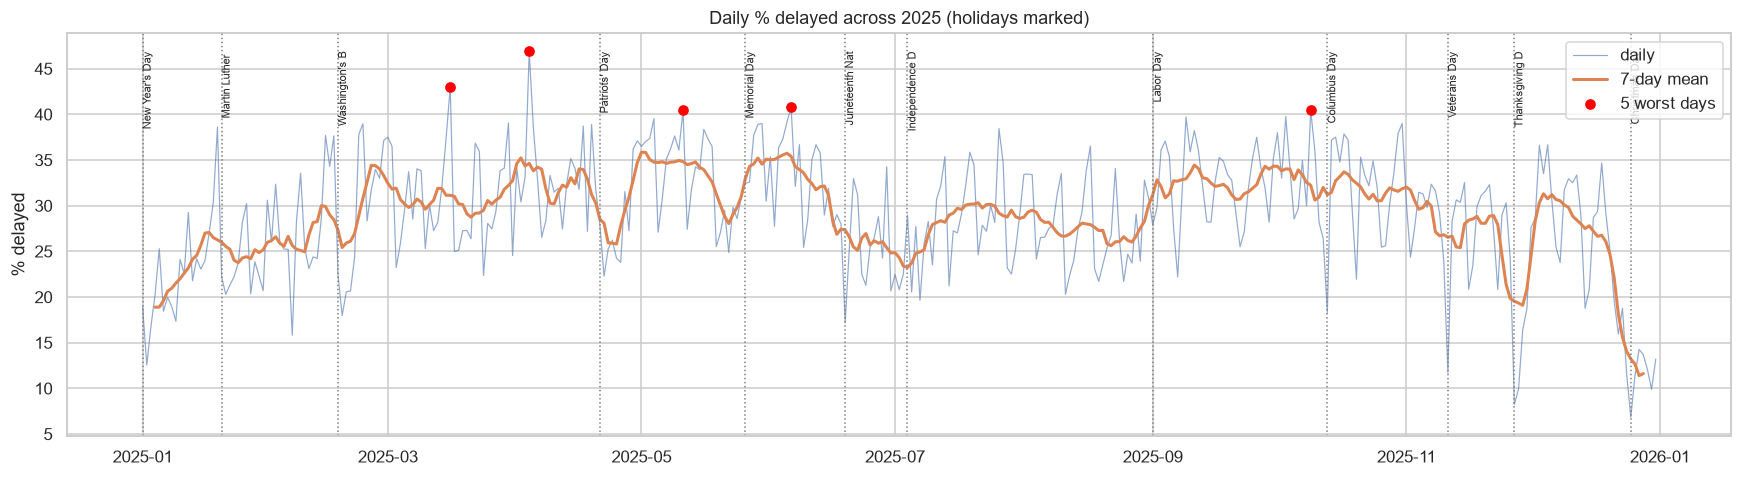 Daily % delayed across 2025 (holidays marked)
% delayed
45
40
35
30
25
20
15
10
5
New Year's Day
Martin Luther
Washington's B
Patriots' Day
Memorial Day
Juneteenth Nat
Independence D
Labor Day
Columbus Day
Veterans Day
Thanksgiving D
daily
7-day mean
5 worst days
2025-01
2025-03
2025-05
2025-07
2025-09
2025-11
2026-01